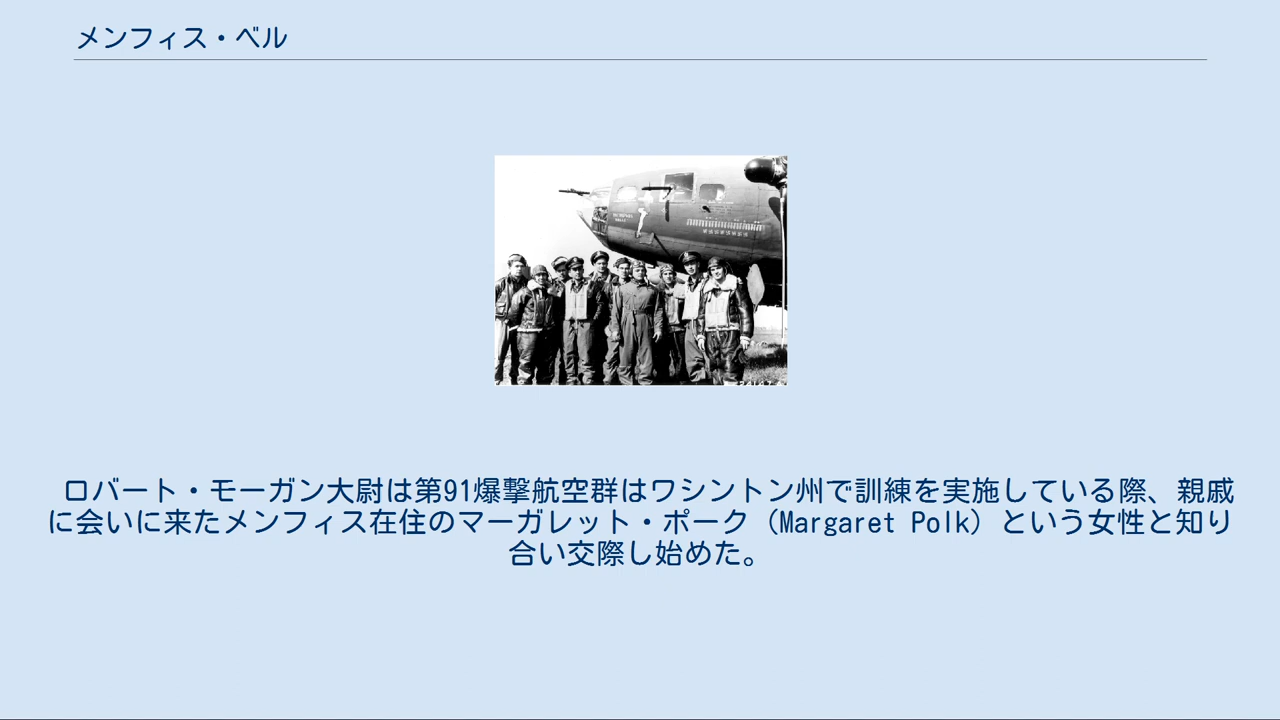 メンフィス・ベル
ロバート・モーガン大尉は第91爆撃航空群はワシントン州で訓練を実施している際、親戚
に会いに来たメンフィス在住のマーガレット・ポーク（Margaret Polk）という女性と知り
合い交際し始めた。